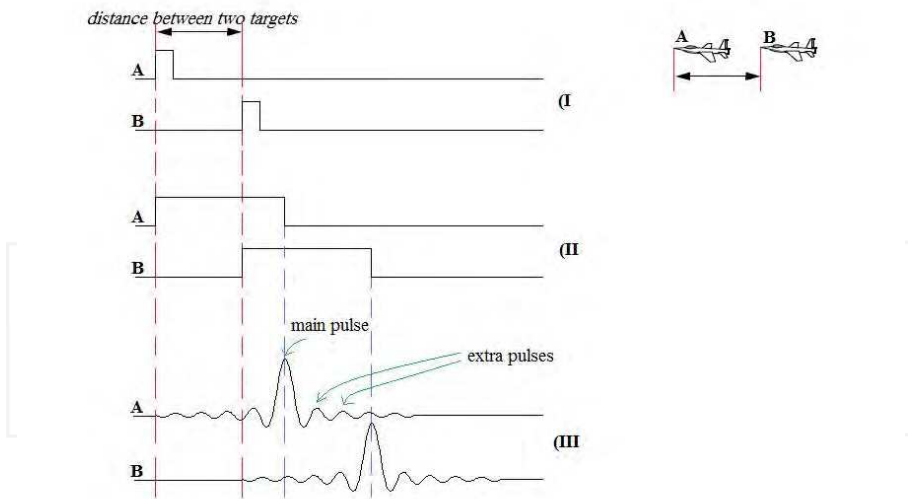 distance between two targets
A B
A
(I
B
A
(II
B
main pulse
extra pulses
A
(III
B